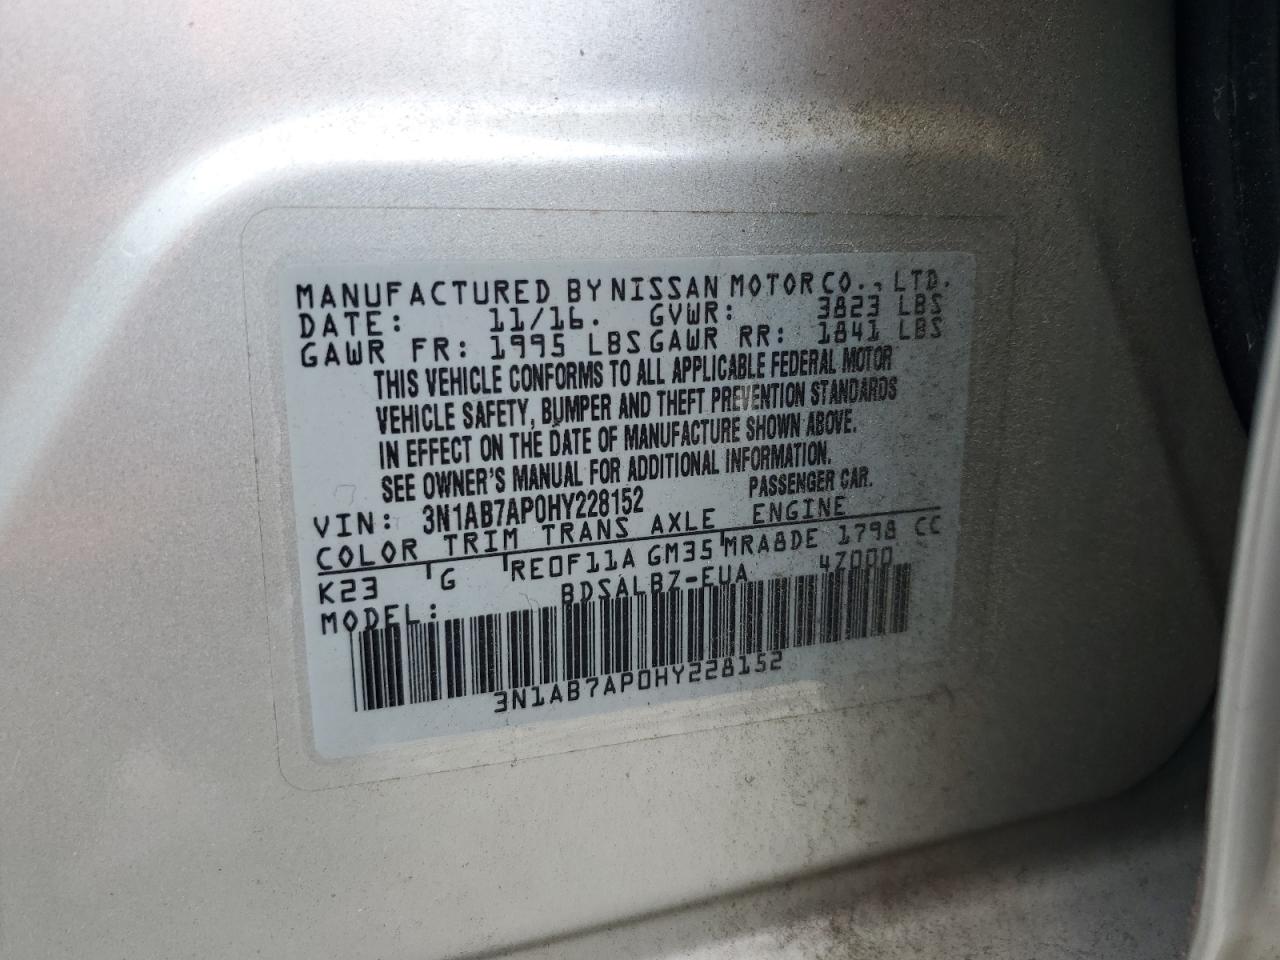 MANUFACTURED BY NISSAN MOTOR CO., LTD.
DATE: 11/16. GVWR: 3823 LBS
GAWR FR: 1995 LBS GAWR RR: 1841 LBS
THIS VEHICLE CONFORMS TO ALL APPLICABLE FEDERAL MOTOR
VEHICLE SAFETY, BUMPER AND THEFT PREVENTION STANDARDS
IN EFFECT ON THE DATE OF MANUFACTURE SHOWN ABOVE.
SEE OWNER'S MANUAL FOR ADDITIONAL INFORMATION.
VIN: 3N1AB7AP0HY228152 PASSENGER CAR.
COLOR TRIM TRANS AXLE ENGINE
K23 G RE0F11A GM35 MRA8DE 1798 CC
MODEL: BDSALBZ-EUA 47000
3N1AB7AP0HY228152